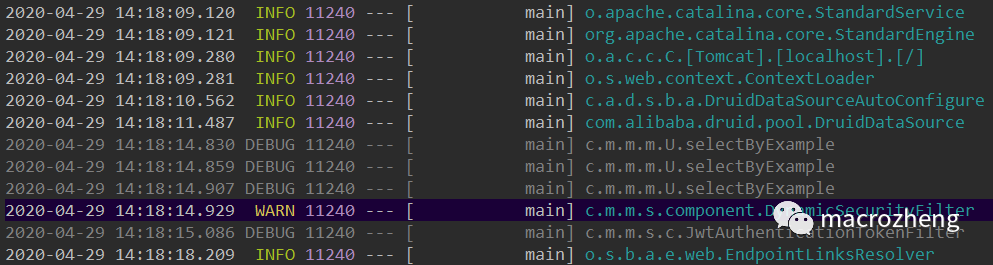 2020-04-29 14:18:09.120  INFO 11240 --- [           main] o.apache.catalina.core.StandardService
2020-04-29 14:18:09.121  INFO 11240 --- [           main] org.apache.catalina.core.StandardEngine
2020-04-29 14:18:09.280  INFO 11240 --- [           main] o.a.c.c.C.[Tomcat].[localhost].[/]
2020-04-29 14:18:09.281  INFO 11240 --- [           main] o.s.web.context.ContextLoader
2020-04-29 14:18:10.562  INFO 11240 --- [           main] c.a.d.s.b.a.DruidDataSourceAutoConfigure
2020-04-29 14:18:11.487  INFO 11240 --- [           main] com.alibaba.druid.pool.DruidDataSource
2020-04-29 14:18:14.830 DEBUG 11240 --- [           main] c.m.m.m.U.selectByExample
2020-04-29 14:18:14.859 DEBUG 11240 --- [           main] c.m.m.m.U.selectByExample
2020-04-29 14:18:14.907 DEBUG 11240 --- [           main] c.m.m.m.U.selectByExample
2020-04-29 14:18:14.929  WARN 11240 --- [           main] c.m.m.s.component.DynamicSecurityFilter
macrozheng
2020-04-29 14:18:15.086 DEBUG 11240 --- [           main] c.m.m.s.c.JwtAuthenticationTokenFilter
2020-04-29 14:18:18.209  INFO 11240 --- [           main] o.s.b.a.e.web.EndpointLinksResolver